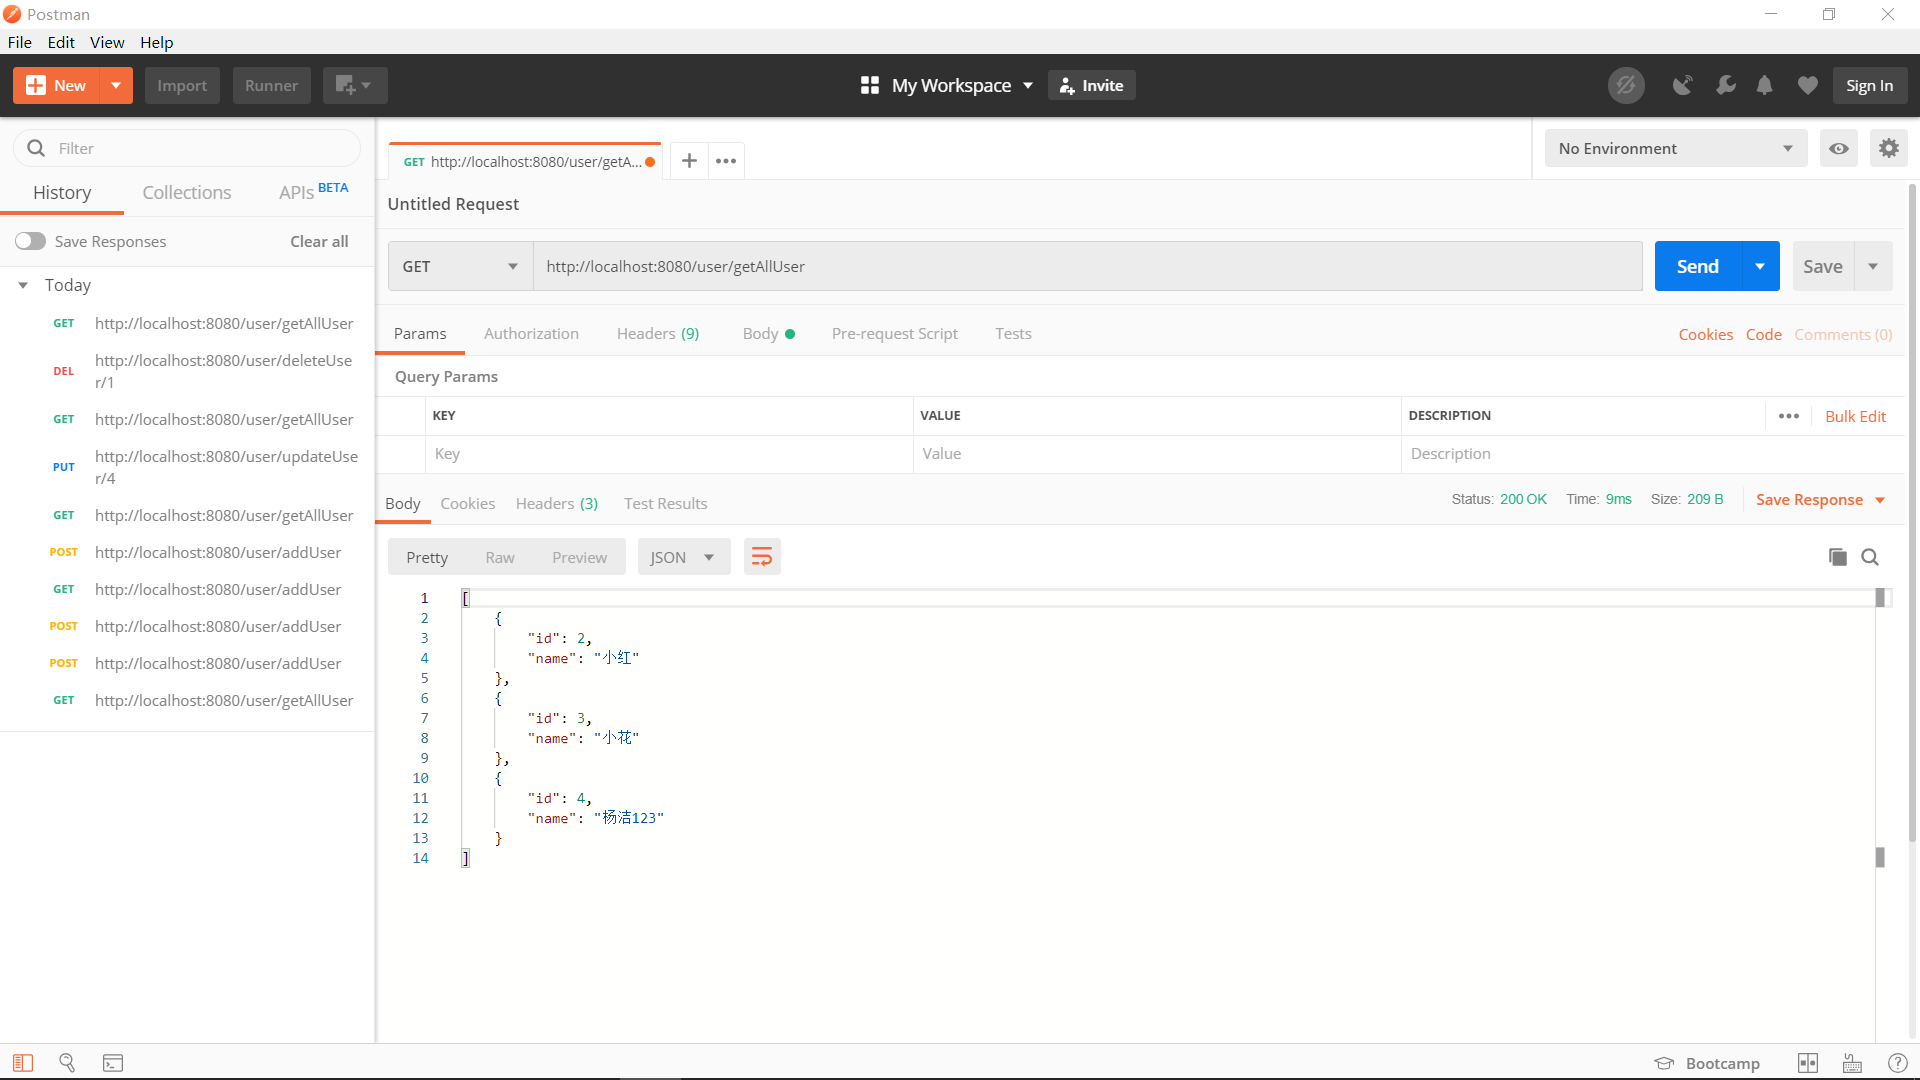 Postman
File Edit View Help
New Import Runner My Workspace Invite Sign In
Filter
History Collections APIs BETA
Save Responses Clear all
Today
GET http://localhost:8080/user/getAllUser
DEL http://localhost:8080/user/deleteUse
r/1
GET http://localhost:8080/user/getAllUser
PUT http://localhost:8080/user/updateUse
r/4
GET http://localhost:8080/user/getAllUser
POST http://localhost:8080/user/addUser
GET http://localhost:8080/user/addUser
POST http://localhost:8080/user/addUser
POST http://localhost:8080/user/addUser
GET http://localhost:8080/user/getAllUser
GET http://localhost:8080/user/getA...
No Environment
Untitled Request
GET http://localhost:8080/user/getAllUser Send Save
Params Authorization Headers (9) Body Pre-request Script Tests Cookies Code Comments (0)
Query Params
KEY VALUE DESCRIPTION Bulk Edit
Key Value Description
Body Cookies Headers (3) Test Results Status: 200 OK Time: 9ms Size: 209 B Save Response
Pretty Raw Preview JSON
1 [
2 {
3 "id": 2,
4 "name": "小红"
5 },
6 {
7 "id": 3,
8 "name": "小花"
9 },
10 {
11 "id": 4,
12 "name": "杨洁123"
13 }
14 ]
Bootcamp